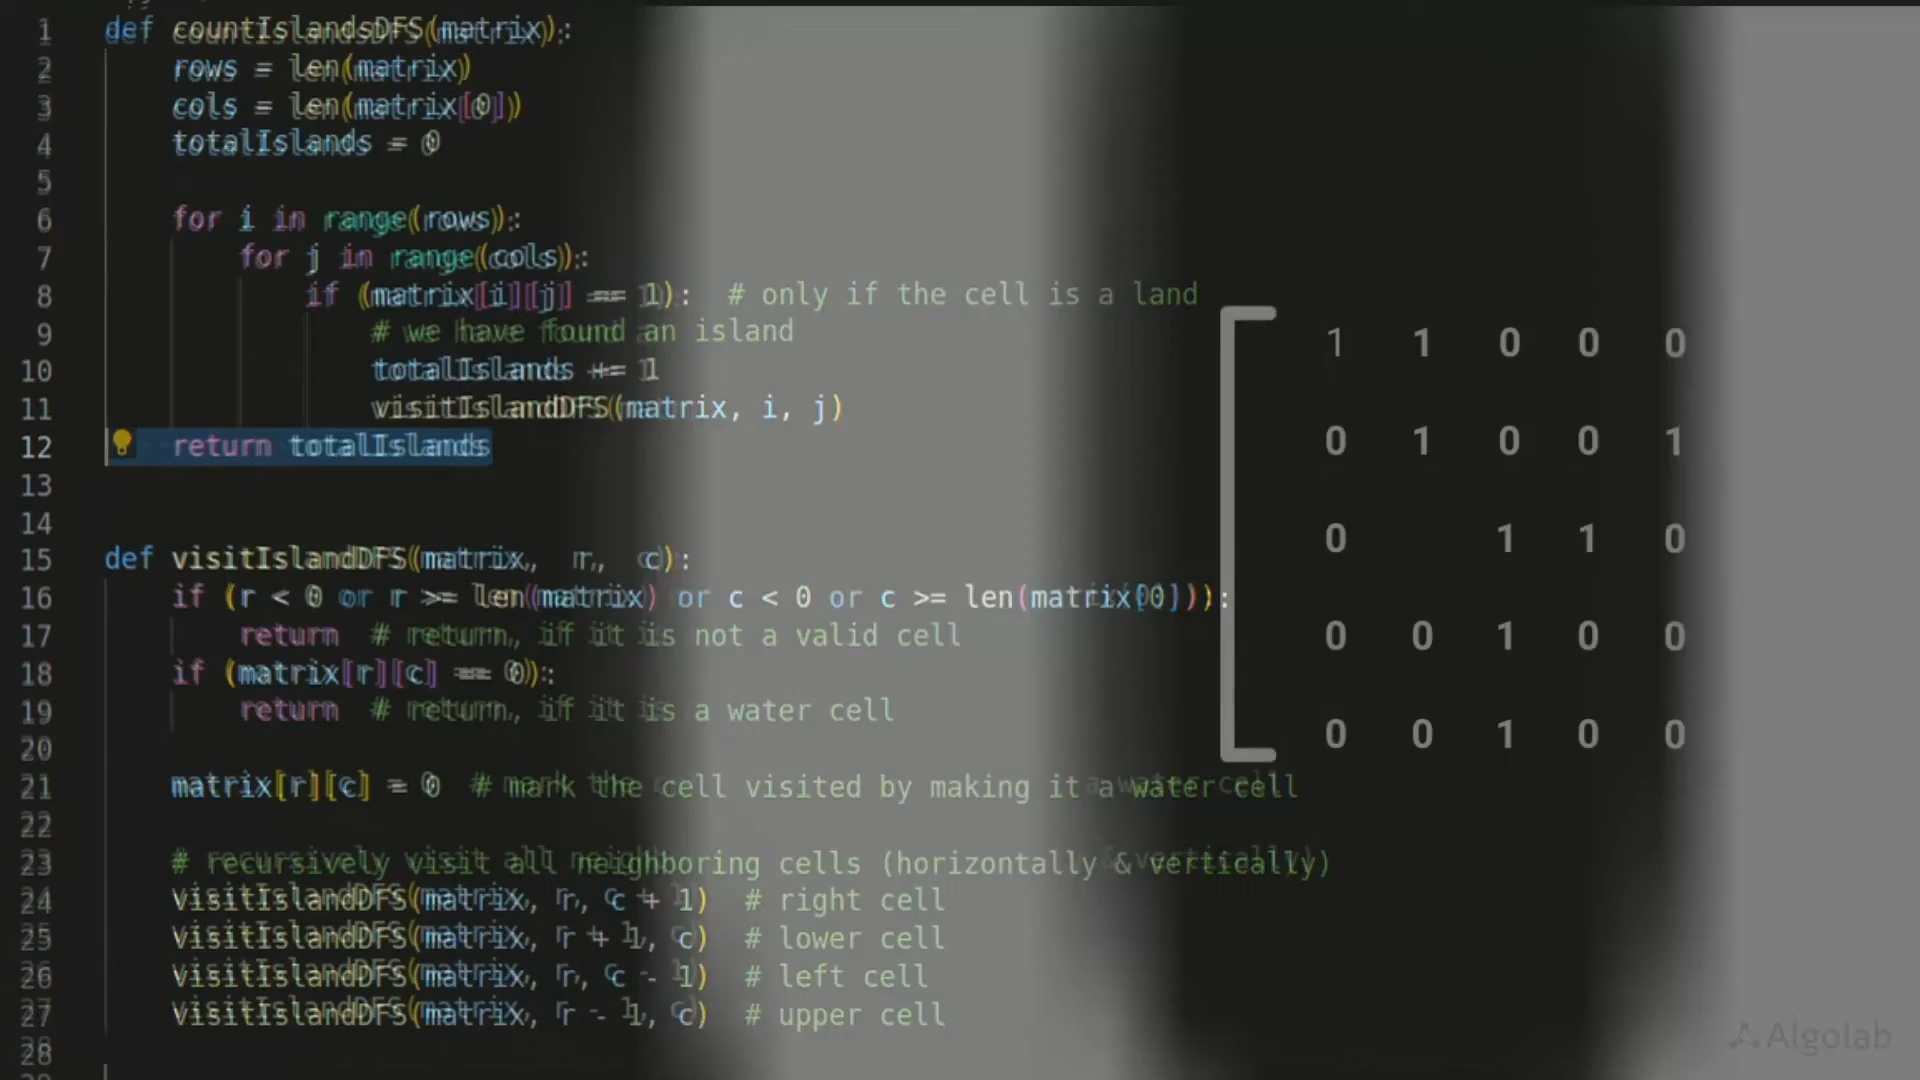 1 def countIslandsDFS(matrix):
2 rows = len(matrix)
3 cols = len(matrix[0])
4 totalIslands = 0
5
6 for i in range(rows):
7 for j in range(cols):
8 if (matrix[i][j] == 1): # only if the cell is a land
9 # we have found an island
10 totalIslands += 1
11 visitIslandDFS(matrix, i, j)
12 return totalIslands
13
14
15 def visitIslandDFS(matrix, r, c):
16 if (r < 0 or r >= len(matrix) or c < 0 or c >= len(matrix[0])):
17 return # return, if it is not a valid cell
18 if (matrix[r][c] == 0):
19 return # return, if it is a water cell
20
21 matrix[r][c] = 0 # mark the cell visited by making it a water cell
22
23 # recursively visit all neighboring cells (horizontally & vertically)
24 visitIslandDFS(matrix, r, c + 1) # right cell
25 visitIslandDFS(matrix, r + 1, c) # lower cell
26 visitIslandDFS(matrix, r, c - 1) # left cell
27 visitIslandDFS(matrix, r - 1, c) # upper cell
28
1 1 0 0 0
0 1 0 0 1
0 1 1 0
0 0 1 0 0
0 0 1 0 0
Algolab